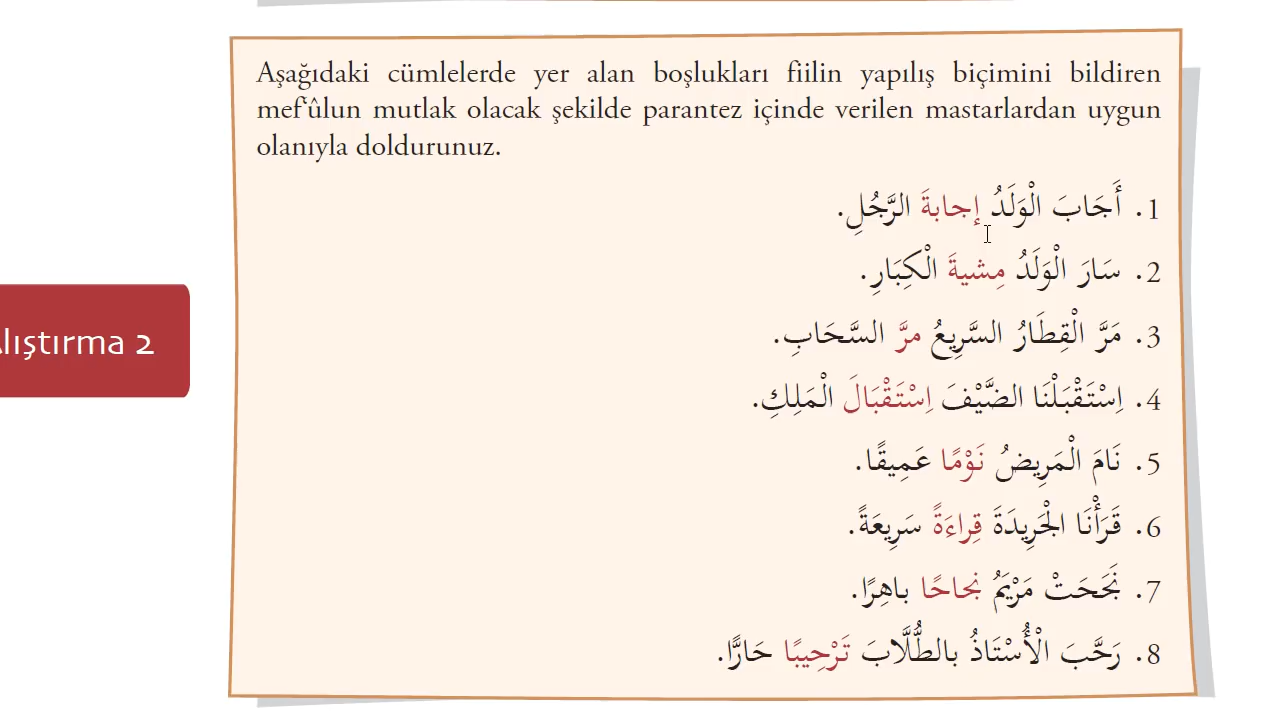 Aşağıdaki cümlelerde yer alan boşlukları fiilin yapılış biçimini bildiren
mef‘ûlun mutlak olacak şekilde parantez içinde verilen mastarlardan uygun
olanıyla doldurunuz.
1. أَجَابَ الْوَلَدُ إجابةَ الرَّجُلِ.
2. سَارَ الْوَلَدُ مِشيةَ الْكِبَارِ.
3. مَرَّ الْقِطَارُ السَّرِيعُ مرَّ السَّحَابِ.
4. اِسْتَقْبَلْنَا الضَّيْفَ اِسْتَقْبَالَ الْمَلِكِ.
5. نَامَ الْمَرِيضُ نَوْمًا عَمِيقًا.
6. قَرَأْنَا الْجَرِيدَةَ قِراءَةً سَرِيعَةً.
7. نَجَحَتْ مَرْيَمُ نجاحًا باهِرًا.
8. رَحَّبَ الْأُسْتَاذُ بالطُّلَّابَ تَرْحِيبًا حَارًّا.
lıştırma 2